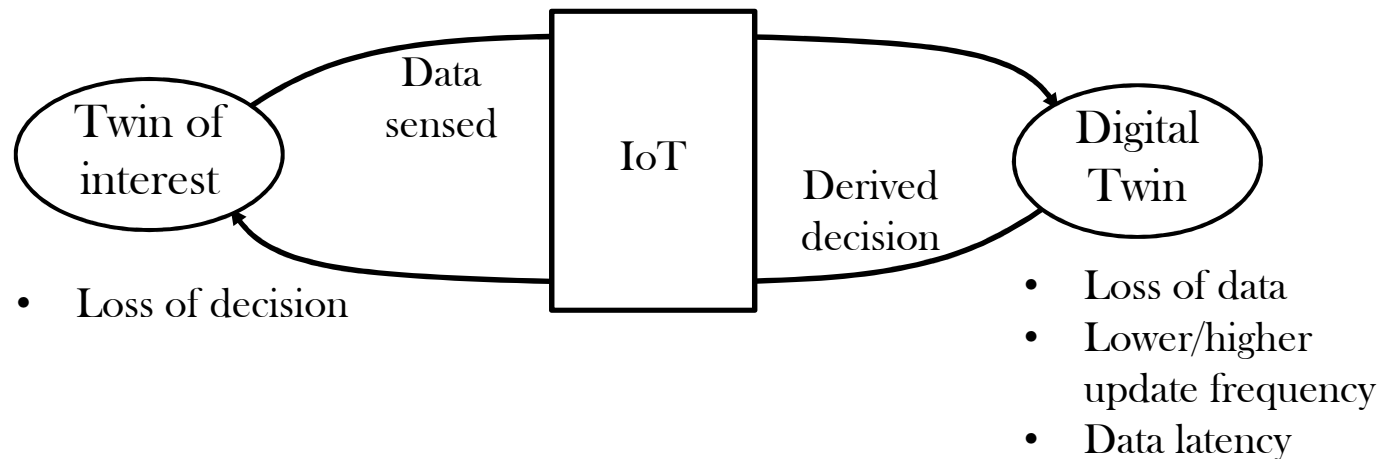 Twin of
interest
Data
sensed
IoT
Derived
decision
Digital
Twin
• Loss of decision
• Loss of data
• Lower/higher
update frequency
• Data latency